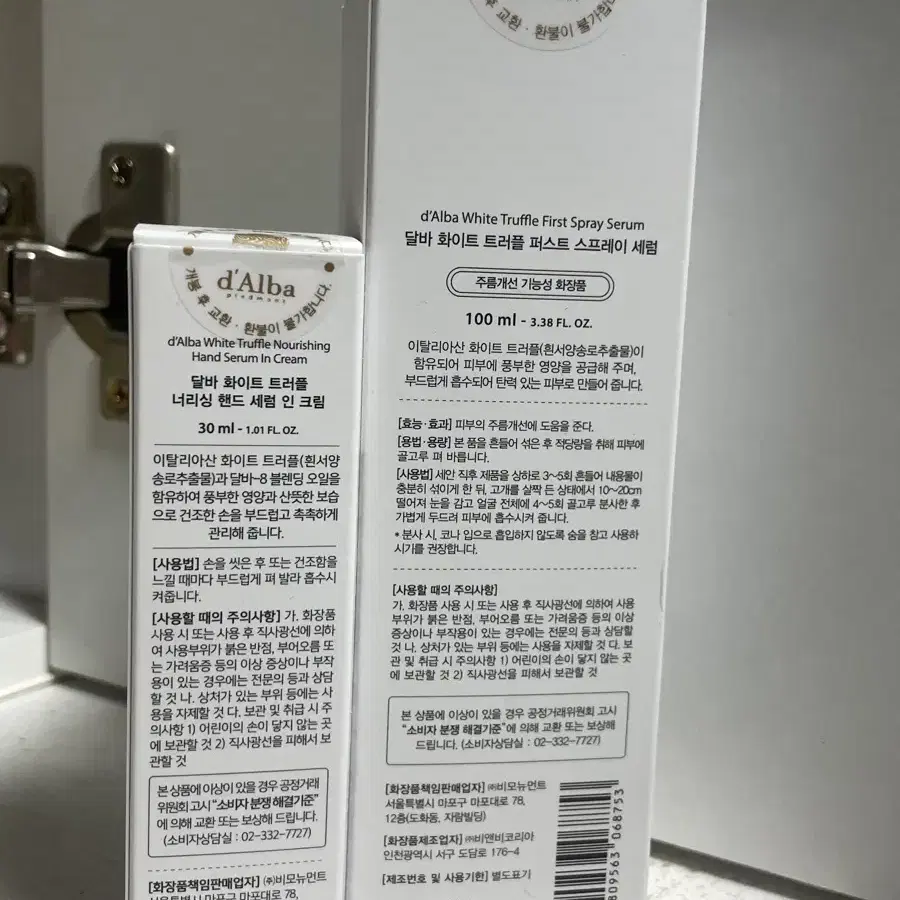 d'Alba
piedmont
개봉 후 교환 · 환불이 불가합니다.
d'Alba White Truffle Nourishing
Hand Serum In Cream
달바 화이트 트러플
너리싱 핸드 세럼 인 크림
30 ml - 1.01 FL. OZ.
이탈리아산 화이트 트러플(흰서양
송로추출물)과 달바-8 블렌딩 오일을
함유하여 풍부한 영양과 산뜻한 보습
으로 건조한 손을 부드럽고 촉촉하게
관리해 줍니다.
[사용법] 손을 씻은 후 또는 건조함을
느낄 때마다 부드럽게 펴 발라 흡수시
켜줍니다.
[사용할 때의 주의사항] 가. 화장품
사용 시 또는 사용 후 직사광선에 의하
여 사용부위가 붉은 반점, 부어오름 또
는 가려움증 등의 이상 증상이나 부작
용이 있는 경우에는 전문의 등과 상담
할 것 나. 상처가 있는 부위 등에는 사
용을 자제할 것 다. 보관 및 취급 시 주
의사항 1) 어린이의 손이 닿지 않는 곳
에 보관할 것 2) 직사광선을 피해서 보
관할 것
본 상품에 이상이 있을 경우 공정거래
위원회 고시 "소비자 분쟁 해결기준"
에 의해 교환 또는 보상해 드립니다.
(소비자상담실 : 02-332-7727)
[화장품책임판매업자] ㈜비모뉴먼트
서울특별시 마포구 마포대로 78,
후 교환 · 환불이 불가합니다.
d'Alba White Truffle First Spray Serum
달바 화이트 트러플 퍼스트 스프레이 세럼
주름개선 기능성 화장품
100 ml - 3.38 FL. OZ.
이탈리아산 화이트 트러플(흰서양송로추출물)이
함유되어 피부에 풍부한 영양을 공급해 주며,
부드럽게 흡수되어 탄력 있는 피부로 만들어 줍니다.
[효능·효과] 피부의 주름개선에 도움을 준다.
[용법·용량] 본 품을 흔들어 섞은 후 적당량을 취해 피부에
골고루 펴 바릅니다.
[사용법] 세안 직후 제품을 상하로 3~5회 흔들어 내용물이
충분히 섞이게 한 뒤, 고개를 살짝 든 상태에서 10~20cm
떨어져 눈을 감고 얼굴 전체에 4~5회 골고루 분사한 후
가볍게 두드려 피부에 흡수시켜 줍니다.
* 분사 시, 코나 입으로 흡입하지 않도록 숨을 참고 사용하
시기를 권장합니다.
[사용할 때의 주의사항]
가. 화장품 사용 시 또는 사용 후 직사광선에 의하여 사용
부위가 붉은 반점, 부어오름 또는 가려움증 등의 이상
증상이나 부작용이 있는 경우에는 전문의 등과 상담할
것 나. 상처가 있는 부위 등에는 사용을 자제할 것 다. 보
관 및 취급 시 주의사항 1) 어린이의 손이 닿지 않는 곳
에 보관할 것 2) 직사광선을 피해서 보관할 것
본 상품에 이상이 있을 경우 공정거래위원회 고시
"소비자 분쟁 해결기준"에 의해 교환 또는 보상해
드립니다. (소비자상담실 : 02-332-7727)
[화장품책임판매업자] ㈜비모뉴먼트
서울특별시 마포구 마포대로 78,
12층(도화동, 자람빌딩)
[화장품제조업자] ㈜비앤비코리아
인천광역시 서구 도담로 176-4
[제조번호 및 사용기한] 별도표기
809563 068753